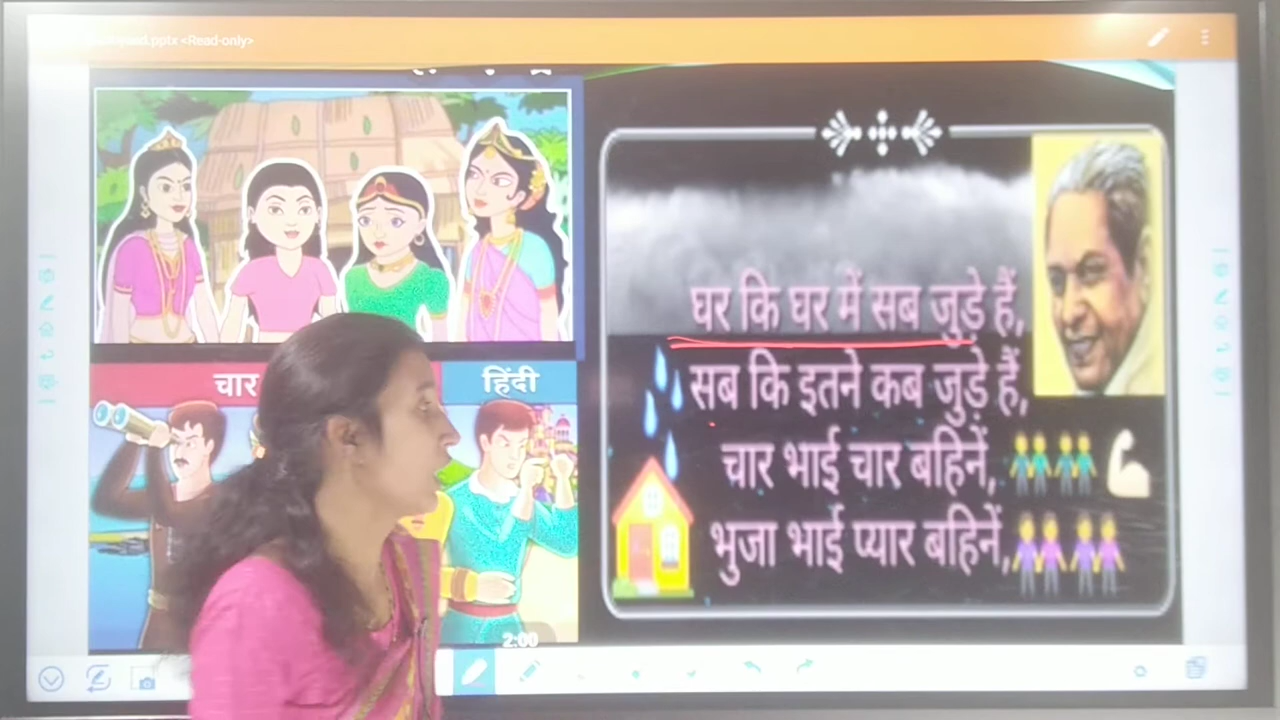 .pptx <Read-only>
चार
हिंदी
घर कि घर में सब जुड़े हैं,
सब कि इतने कब जुड़े हैं,
चार भाई चार बहिनें,
भुजा भाई प्यार बहिनें,
2:00